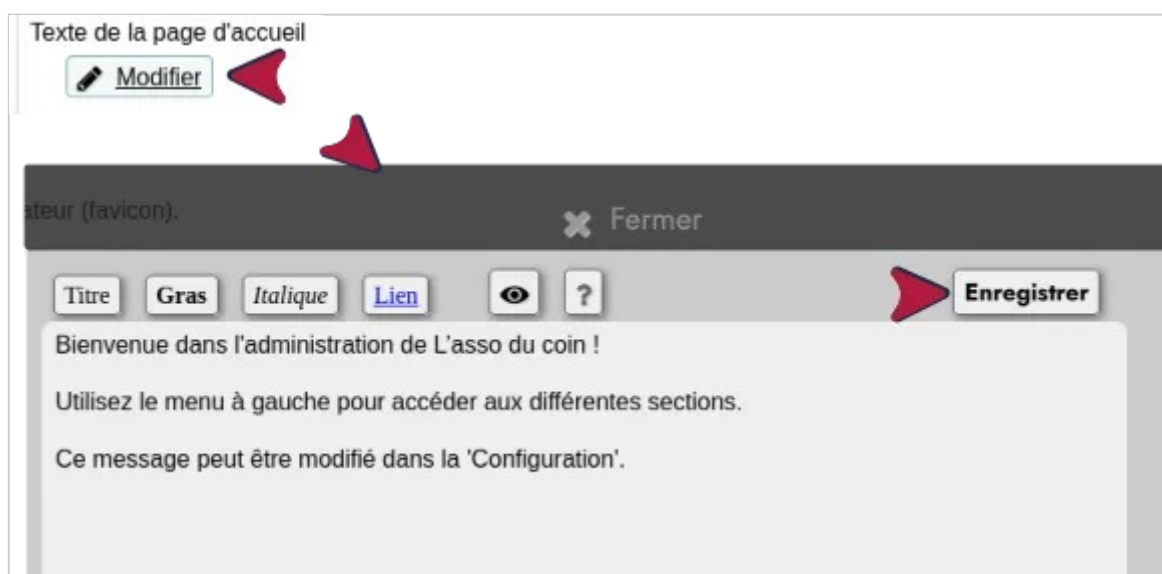 Texte de la page d'accueil
Modifier
ateur (favicon).
Fermer
Titre Gras Italique Lien ? Enregistrer
Bienvenue dans l'administration de L'asso du coin !
Utilisez le menu à gauche pour accéder aux différentes sections.
Ce message peut être modifié dans la 'Configuration'.